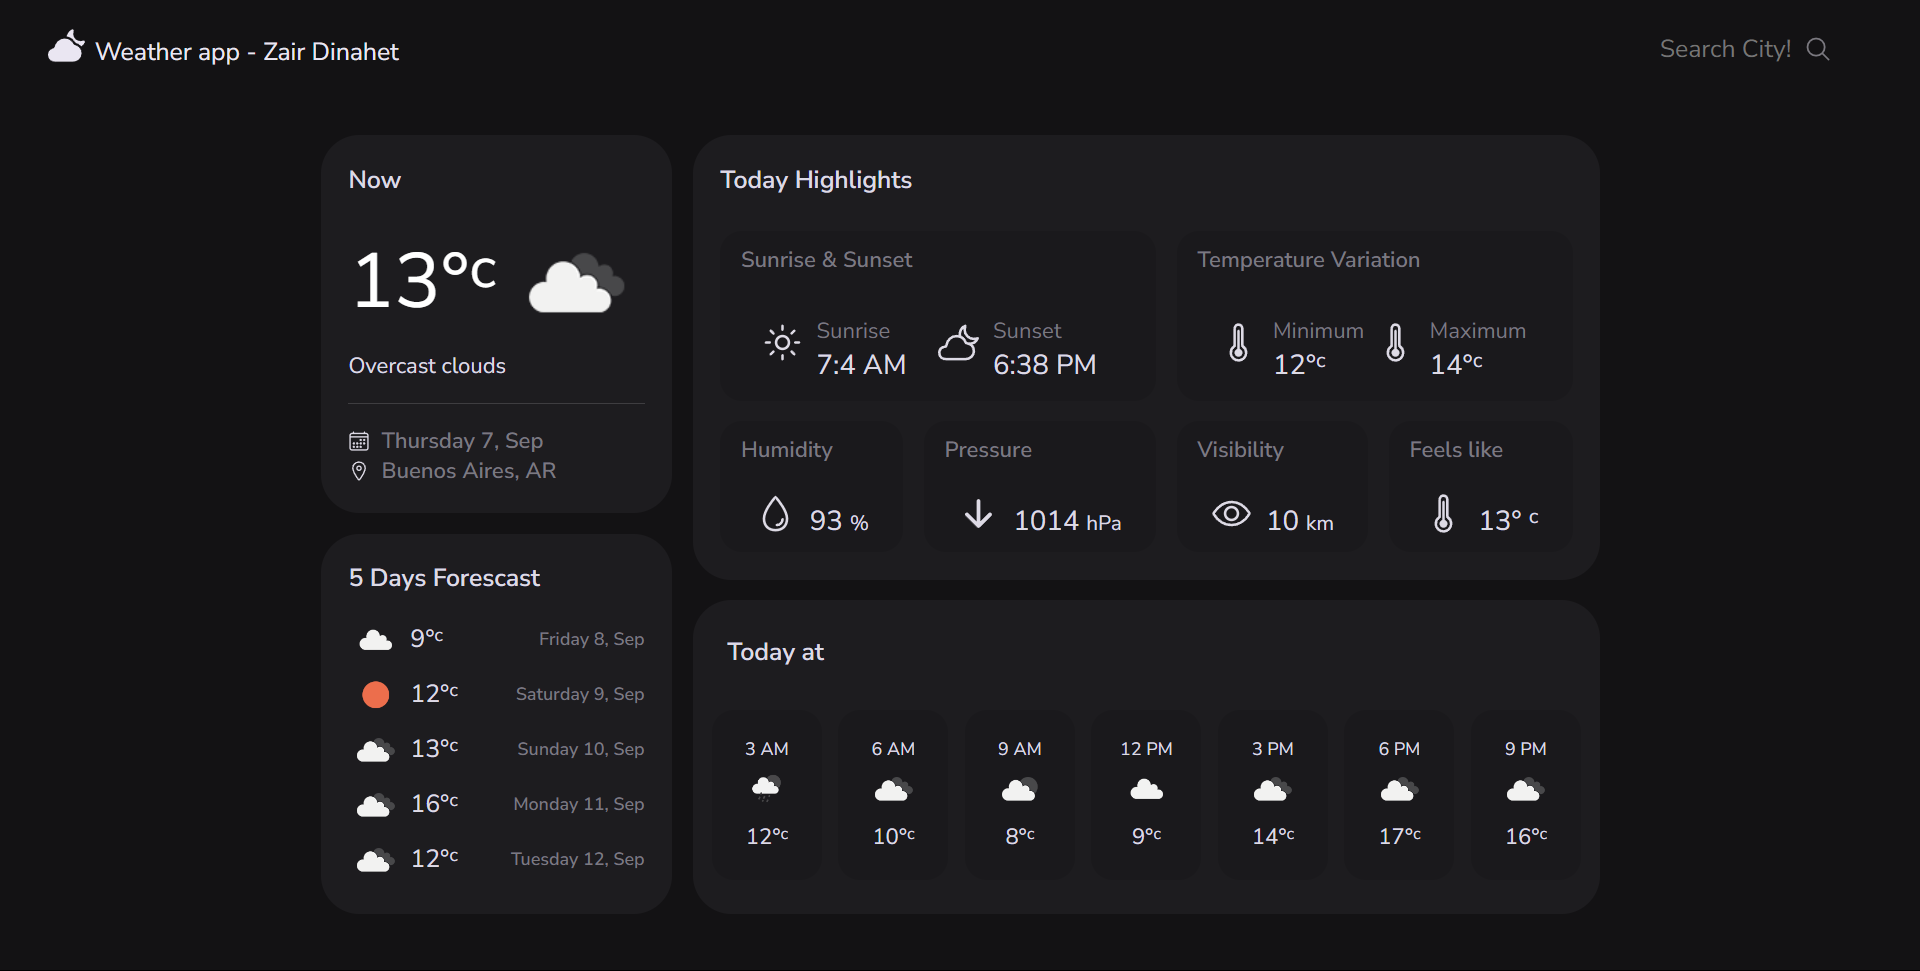 Weather app - Zair Dinahet
Search City!
Now
13°c
Overcast clouds
Thursday 7, Sep
Buenos Aires, AR
5 Days Forescast
9°c Friday 8, Sep
12°c Saturday 9, Sep
13°c Sunday 10, Sep
16°c Monday 11, Sep
12°c Tuesday 12, Sep
Today Highlights
Sunrise & Sunset
Sunrise
7:4 AM
Sunset
6:38 PM
Temperature Variation
Minimum
12°c
Maximum
14°c
Humidity
93 %
Pressure
1014 hPa
Visibility
10 km
Feels like
13° c
Today at
3 AM
12°c
6 AM
10°c
9 AM
8°c
12 PM
9°c
3 PM
14°c
6 PM
17°c
9 PM
16°c